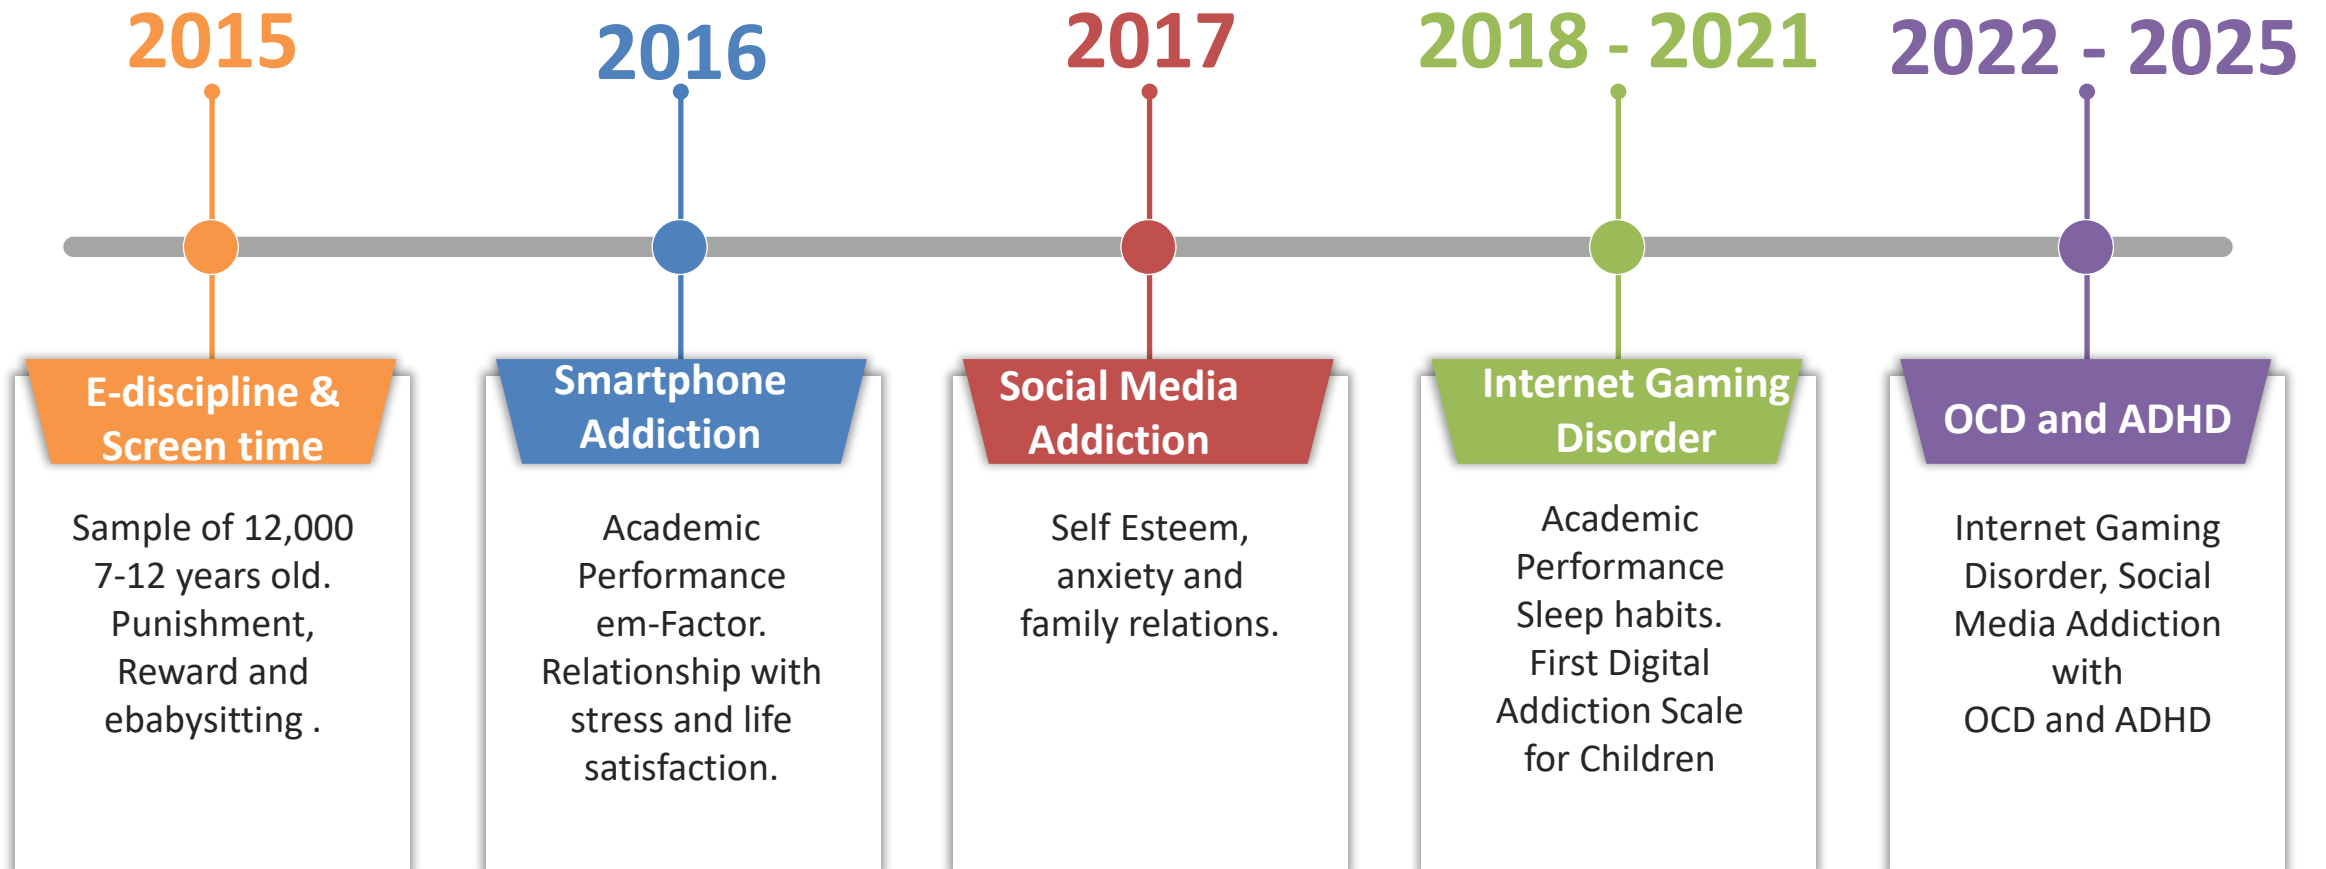 2015
E-discipline &
Screen time
Sample of 12,000
7-12 years old.
Punishment,
Reward and
ebabysitting .
2016
Smartphone
Addiction
Academic
Performance
em-Factor.
Relationship with
stress and life
satisfaction.
2017
Social Media
Addiction
Self Esteem,
anxiety and
family relations.
2018 - 2021
Internet Gaming
Disorder
Academic
Performance
Sleep habits.
First Digital
Addiction Scale
for Children
2022 - 2025
OCD and ADHD
Internet Gaming
Disorder, Social
Media Addiction
with
OCD and ADHD